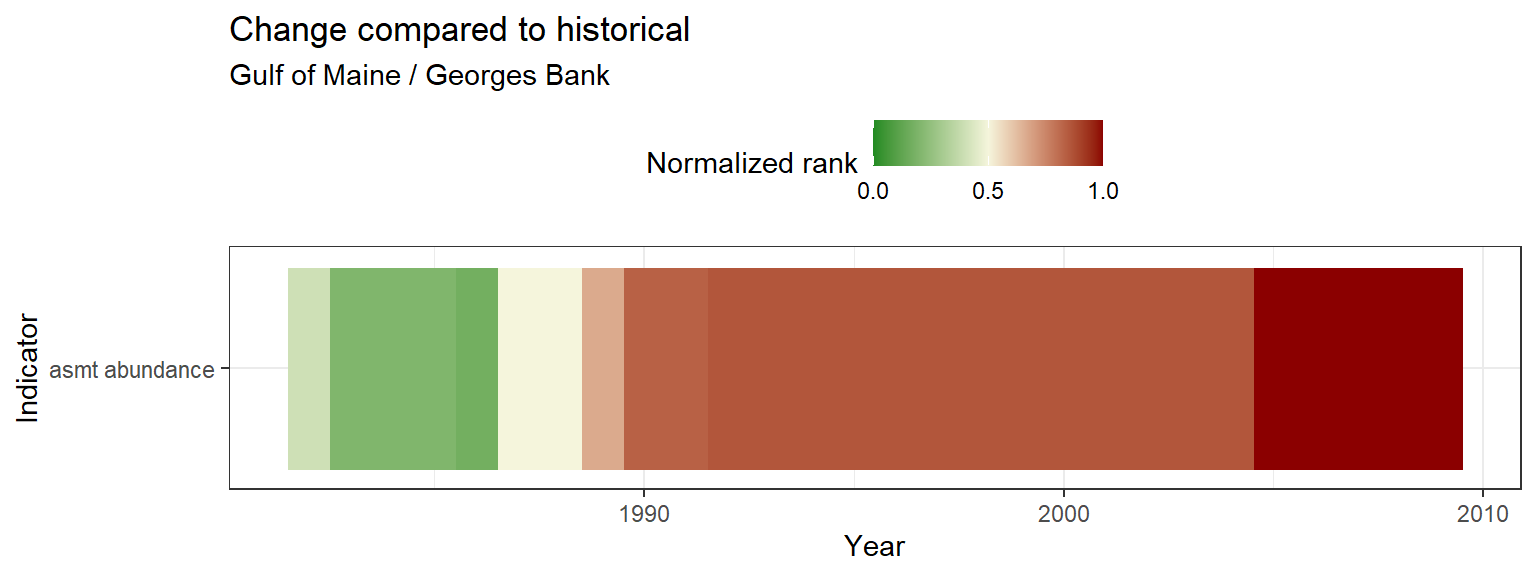 Change compared to historical
Gulf of Maine / Georges Bank
Normalized rank
0.0 0.5 1.0
Indicator
asmt abundance
1990 2000 2010
Year